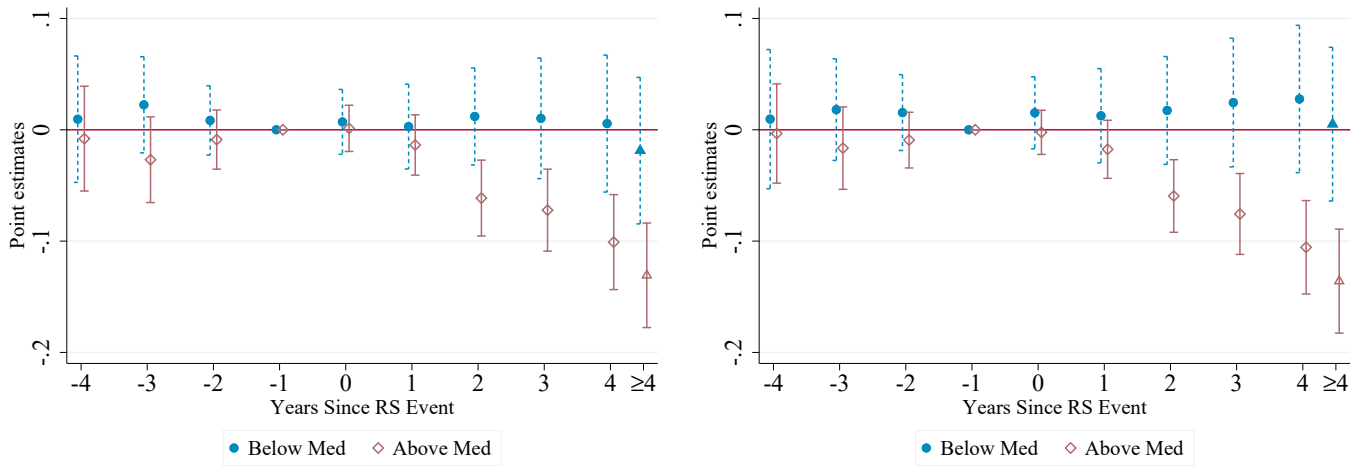 .1
0
-.1
-.2
Point estimates
-4 -3 -2 -1 0 1 2 3 4 ≥4
Years Since RS Event
Below Med Above Med
.1
0
-.1
-.2
Point estimates
-4 -3 -2 -1 0 1 2 3 4 ≥4
Years Since RS Event
Below Med Above Med